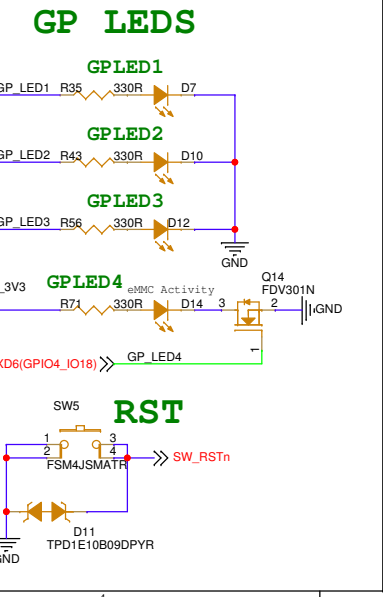 GP LEDS
GPLED1
GP_LED1 R35 330R D7
GPLED2
GP_LED2 R43 330R D10
GPLED3
GP_LED3 R56 330R D12
GND
Q14
FDV301N
_3V3 GPLED4 eMMC Activity
R71 330R D14 3 2 GND
1
XD6(GPIO4_IO18) GP_LED4
SW5 RST
1 3
2 4
FSM4JSMATR SW_RSTn
D11
TPD1E10B09DPYR
GND